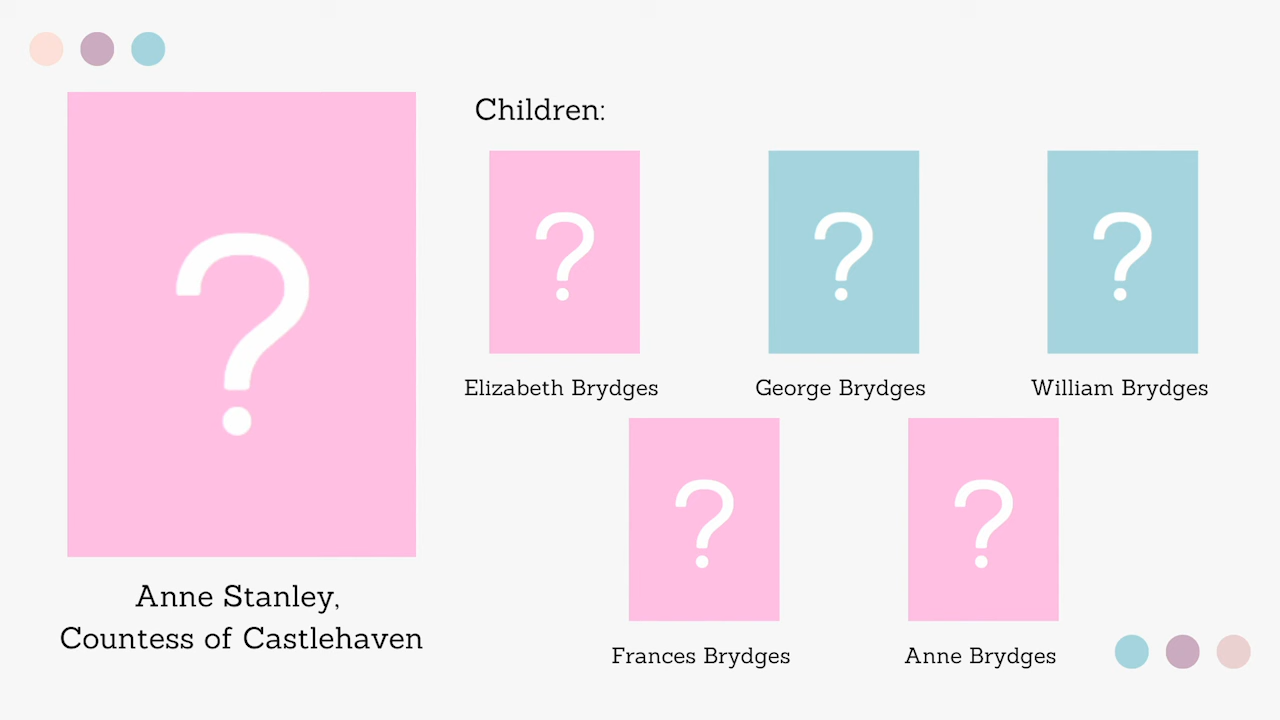 Children:
?
?
?
?
Elizabeth Brydges
George Brydges
William Brydges
?
?
Anne Stanley,
Countess of Castlehaven
Frances Brydges
Anne Brydges